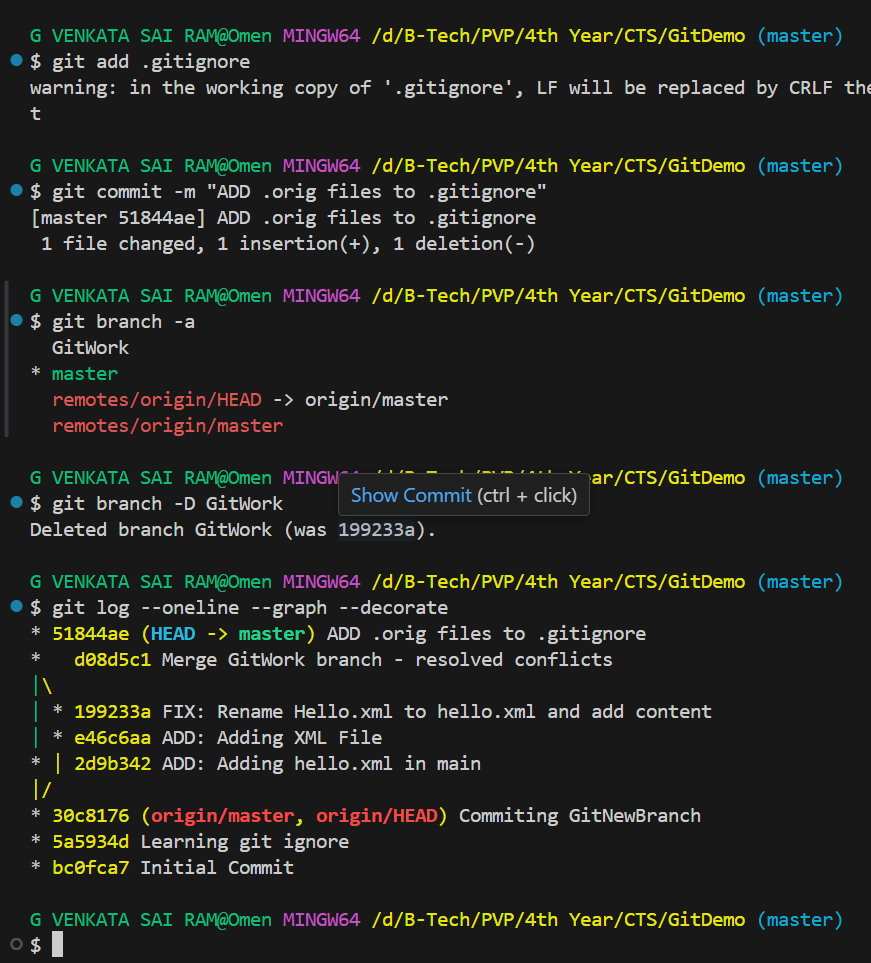 G VENKATA SAI RAM@Omen MINGW64 /d/B-Tech/PVP/4th Year/CTS/GitDemo (master)
$ git add .gitignore
warning: in the working copy of '.gitignore', LF will be replaced by CRLF the
t
G VENKATA SAI RAM@Omen MINGW64 /d/B-Tech/PVP/4th Year/CTS/GitDemo (master)
$ git commit -m "ADD .orig files to .gitignore"
[master 51844ae] ADD .orig files to .gitignore
 1 file changed, 1 insertion(+), 1 deletion(-)
G VENKATA SAI RAM@Omen MINGW64 /d/B-Tech/PVP/4th Year/CTS/GitDemo (master)
$ git branch -a
  GitWork
* master
  remotes/origin/HEAD -> origin/master
  remotes/origin/master
G VENKATA SAI RAM@Omen MINGW64 /d/B-Tech/PVP/4th Year/CTS/GitDemo (master)
Show Commit (ctrl + click)
$ git branch -D GitWork
Deleted branch GitWork (was 199233a).
G VENKATA SAI RAM@Omen MINGW64 /d/B-Tech/PVP/4th Year/CTS/GitDemo (master)
$ git log --oneline --graph --decorate
* 51844ae (HEAD -> master) ADD .orig files to .gitignore
*   d08d5c1 Merge GitWork branch - resolved conflicts
|\
| * 199233a FIX: Rename Hello.xml to hello.xml and add content
| * e46c6aa ADD: Adding XML File
* | 2d9b342 ADD: Adding hello.xml in main
|/
* 30c8176 (origin/master, origin/HEAD) Commiting GitNewBranch
* 5a5934d Learning git ignore
* bc0fca7 Initial Commit
G VENKATA SAI RAM@Omen MINGW64 /d/B-Tech/PVP/4th Year/CTS/GitDemo (master)
$